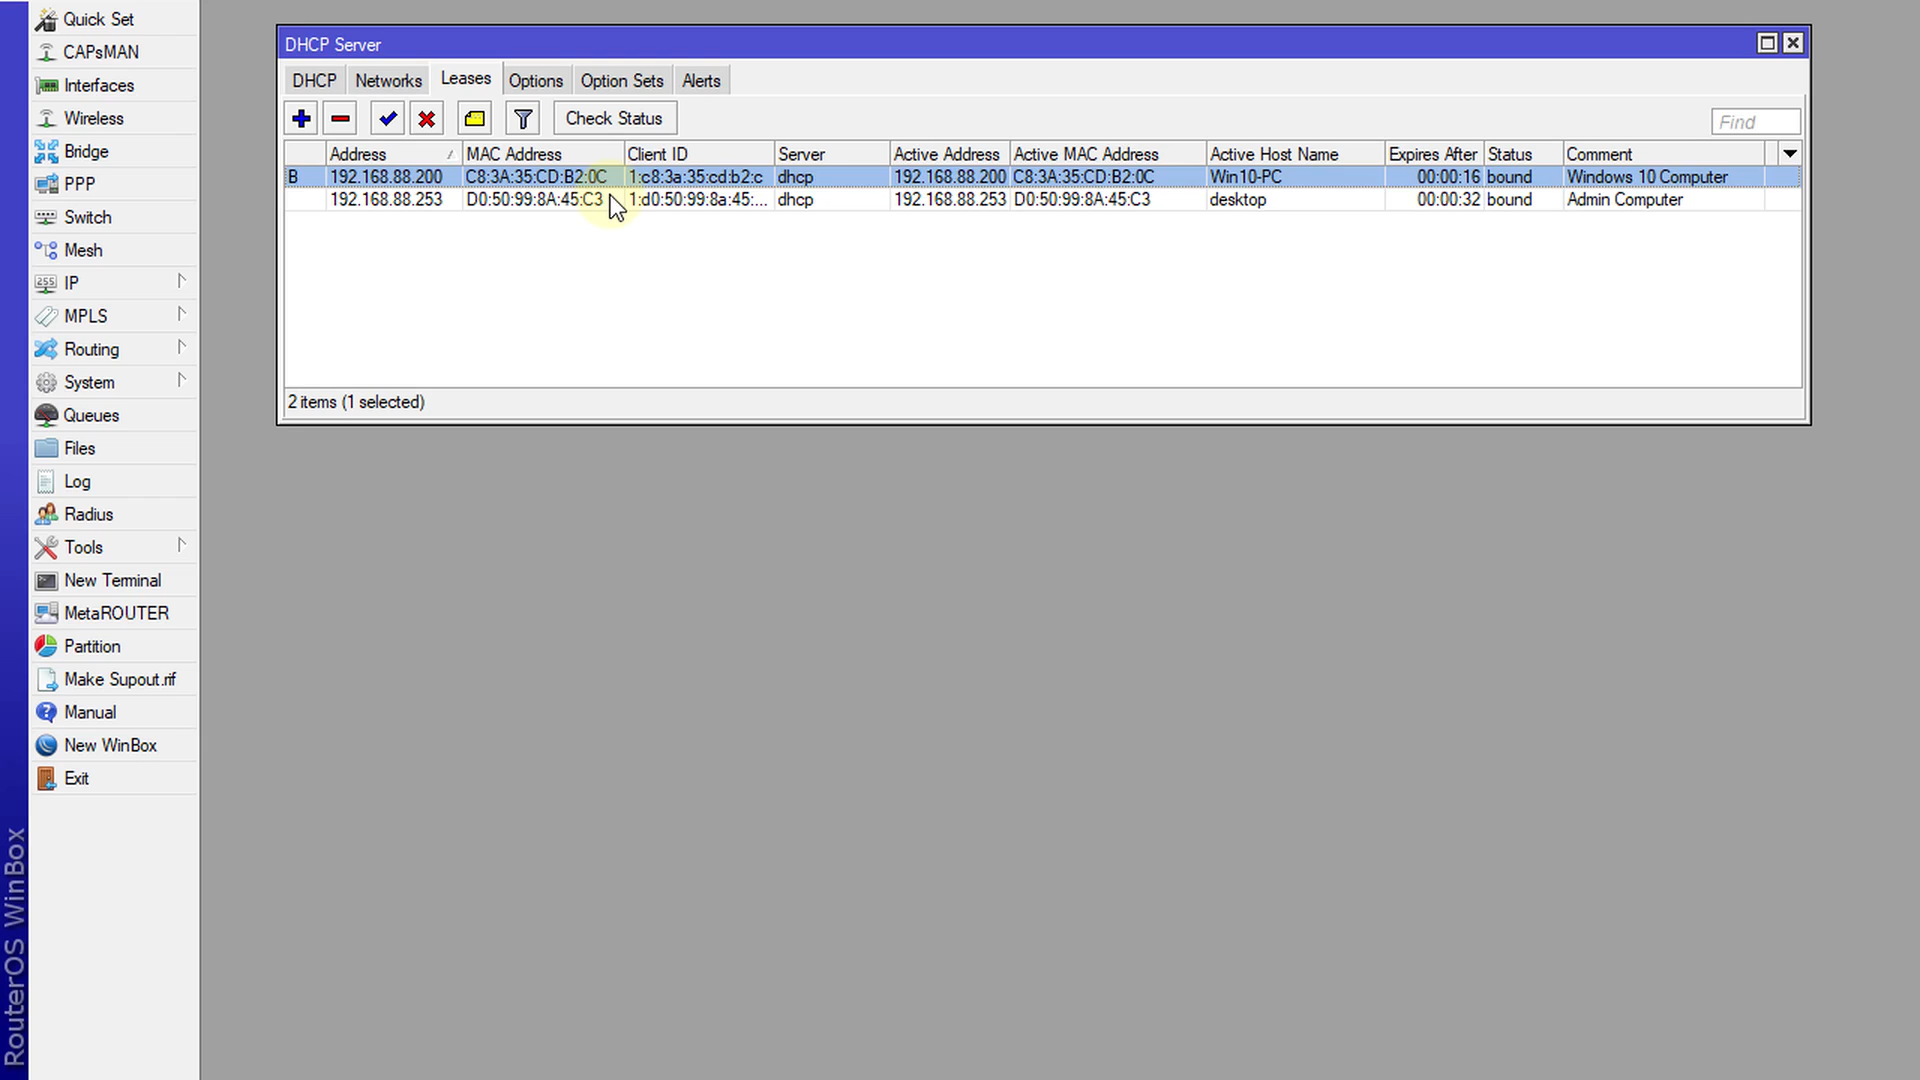 Quick Set
CAPsMAN
Interfaces
Wireless
Bridge
PPP
Switch
Mesh
255 IP
MPLS
Routing
System
Queues
Files
Log
Radius
Tools
New Terminal
MetaROUTER
Partition
Make Supout.rif
Manual
New WinBox
Exit
RouterOS WinBox
DHCP Server
DHCP Networks Leases Options Option Sets Alerts
Check Status Find
Address MAC Address Client ID Server Active Address Active MAC Address Active Host Name Expires After Status Comment
B 192.168.88.200 C8:3A:35:CD:B2:0C 1:c8:3a:35:cd:b2:c dhcp 192.168.88.200 C8:3A:35:CD:B2:0C Win10-PC 00:00:16 bound Windows 10 Computer
192.168.88.253 D0:50:99:8A:45:C3 1:d0:50:99:8a:45:... dhcp 192.168.88.253 D0:50:99:8A:45:C3 desktop 00:00:32 bound Admin Computer
2 items (1 selected)